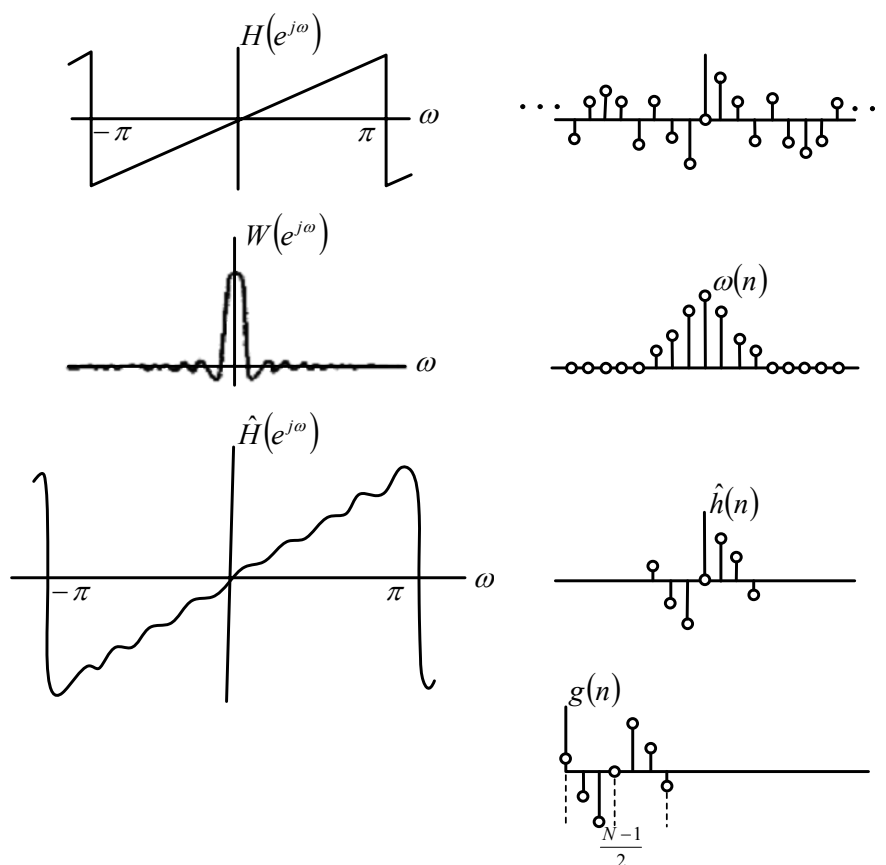 H(e^{jω})
ω
−π
π
· · ·
· ·
W(e^{jω})
ω
ω(n)
Ĥ(e^{jω})
ω
−π
π
ĥ(n)
g(n)
N−1
2